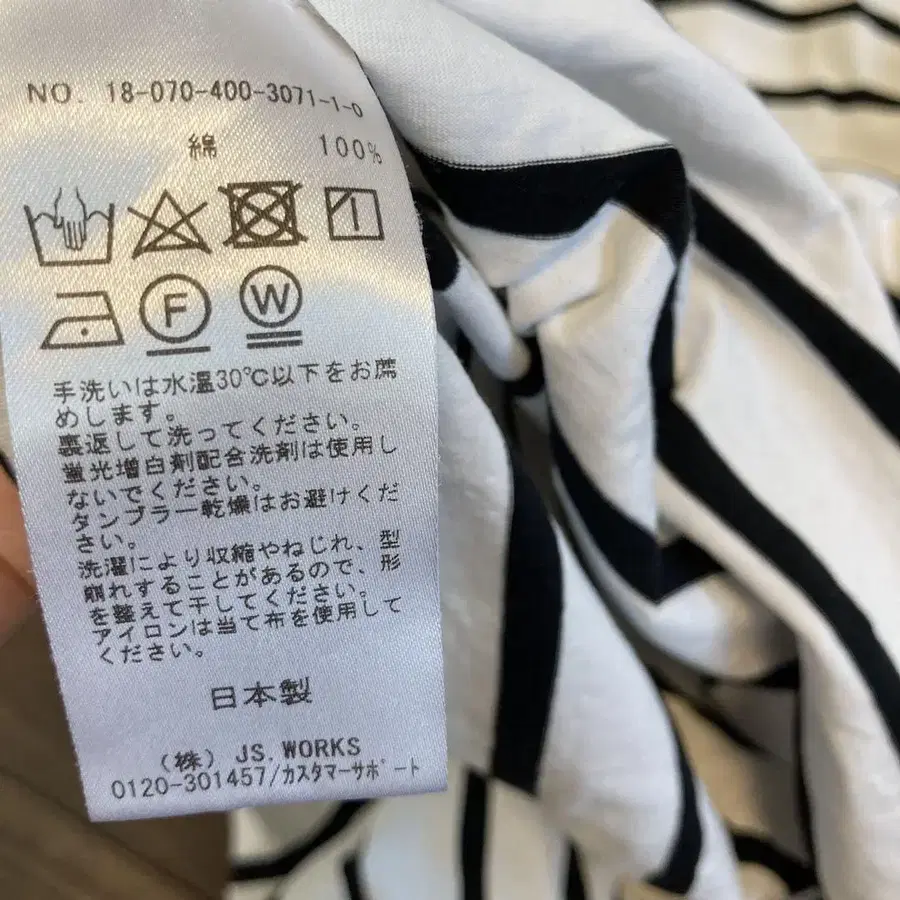 NO. 18-070-400-3071-1-0
綿 100%
F W
手洗いは水温30℃以下をお薦
めします。
裏返して洗ってください。
蛍光増白剤配合洗剤は使用し
ないでください。
タンブラー乾燥はお避けくだ
さい。
洗濯により収縮やねじれ、型
崩れすることがあるので、形
を整えて干してください。
アイロンは当て布を使用して
ください。
日本製
(株) JS. WORKS
0120-301457/カスタマーサポート